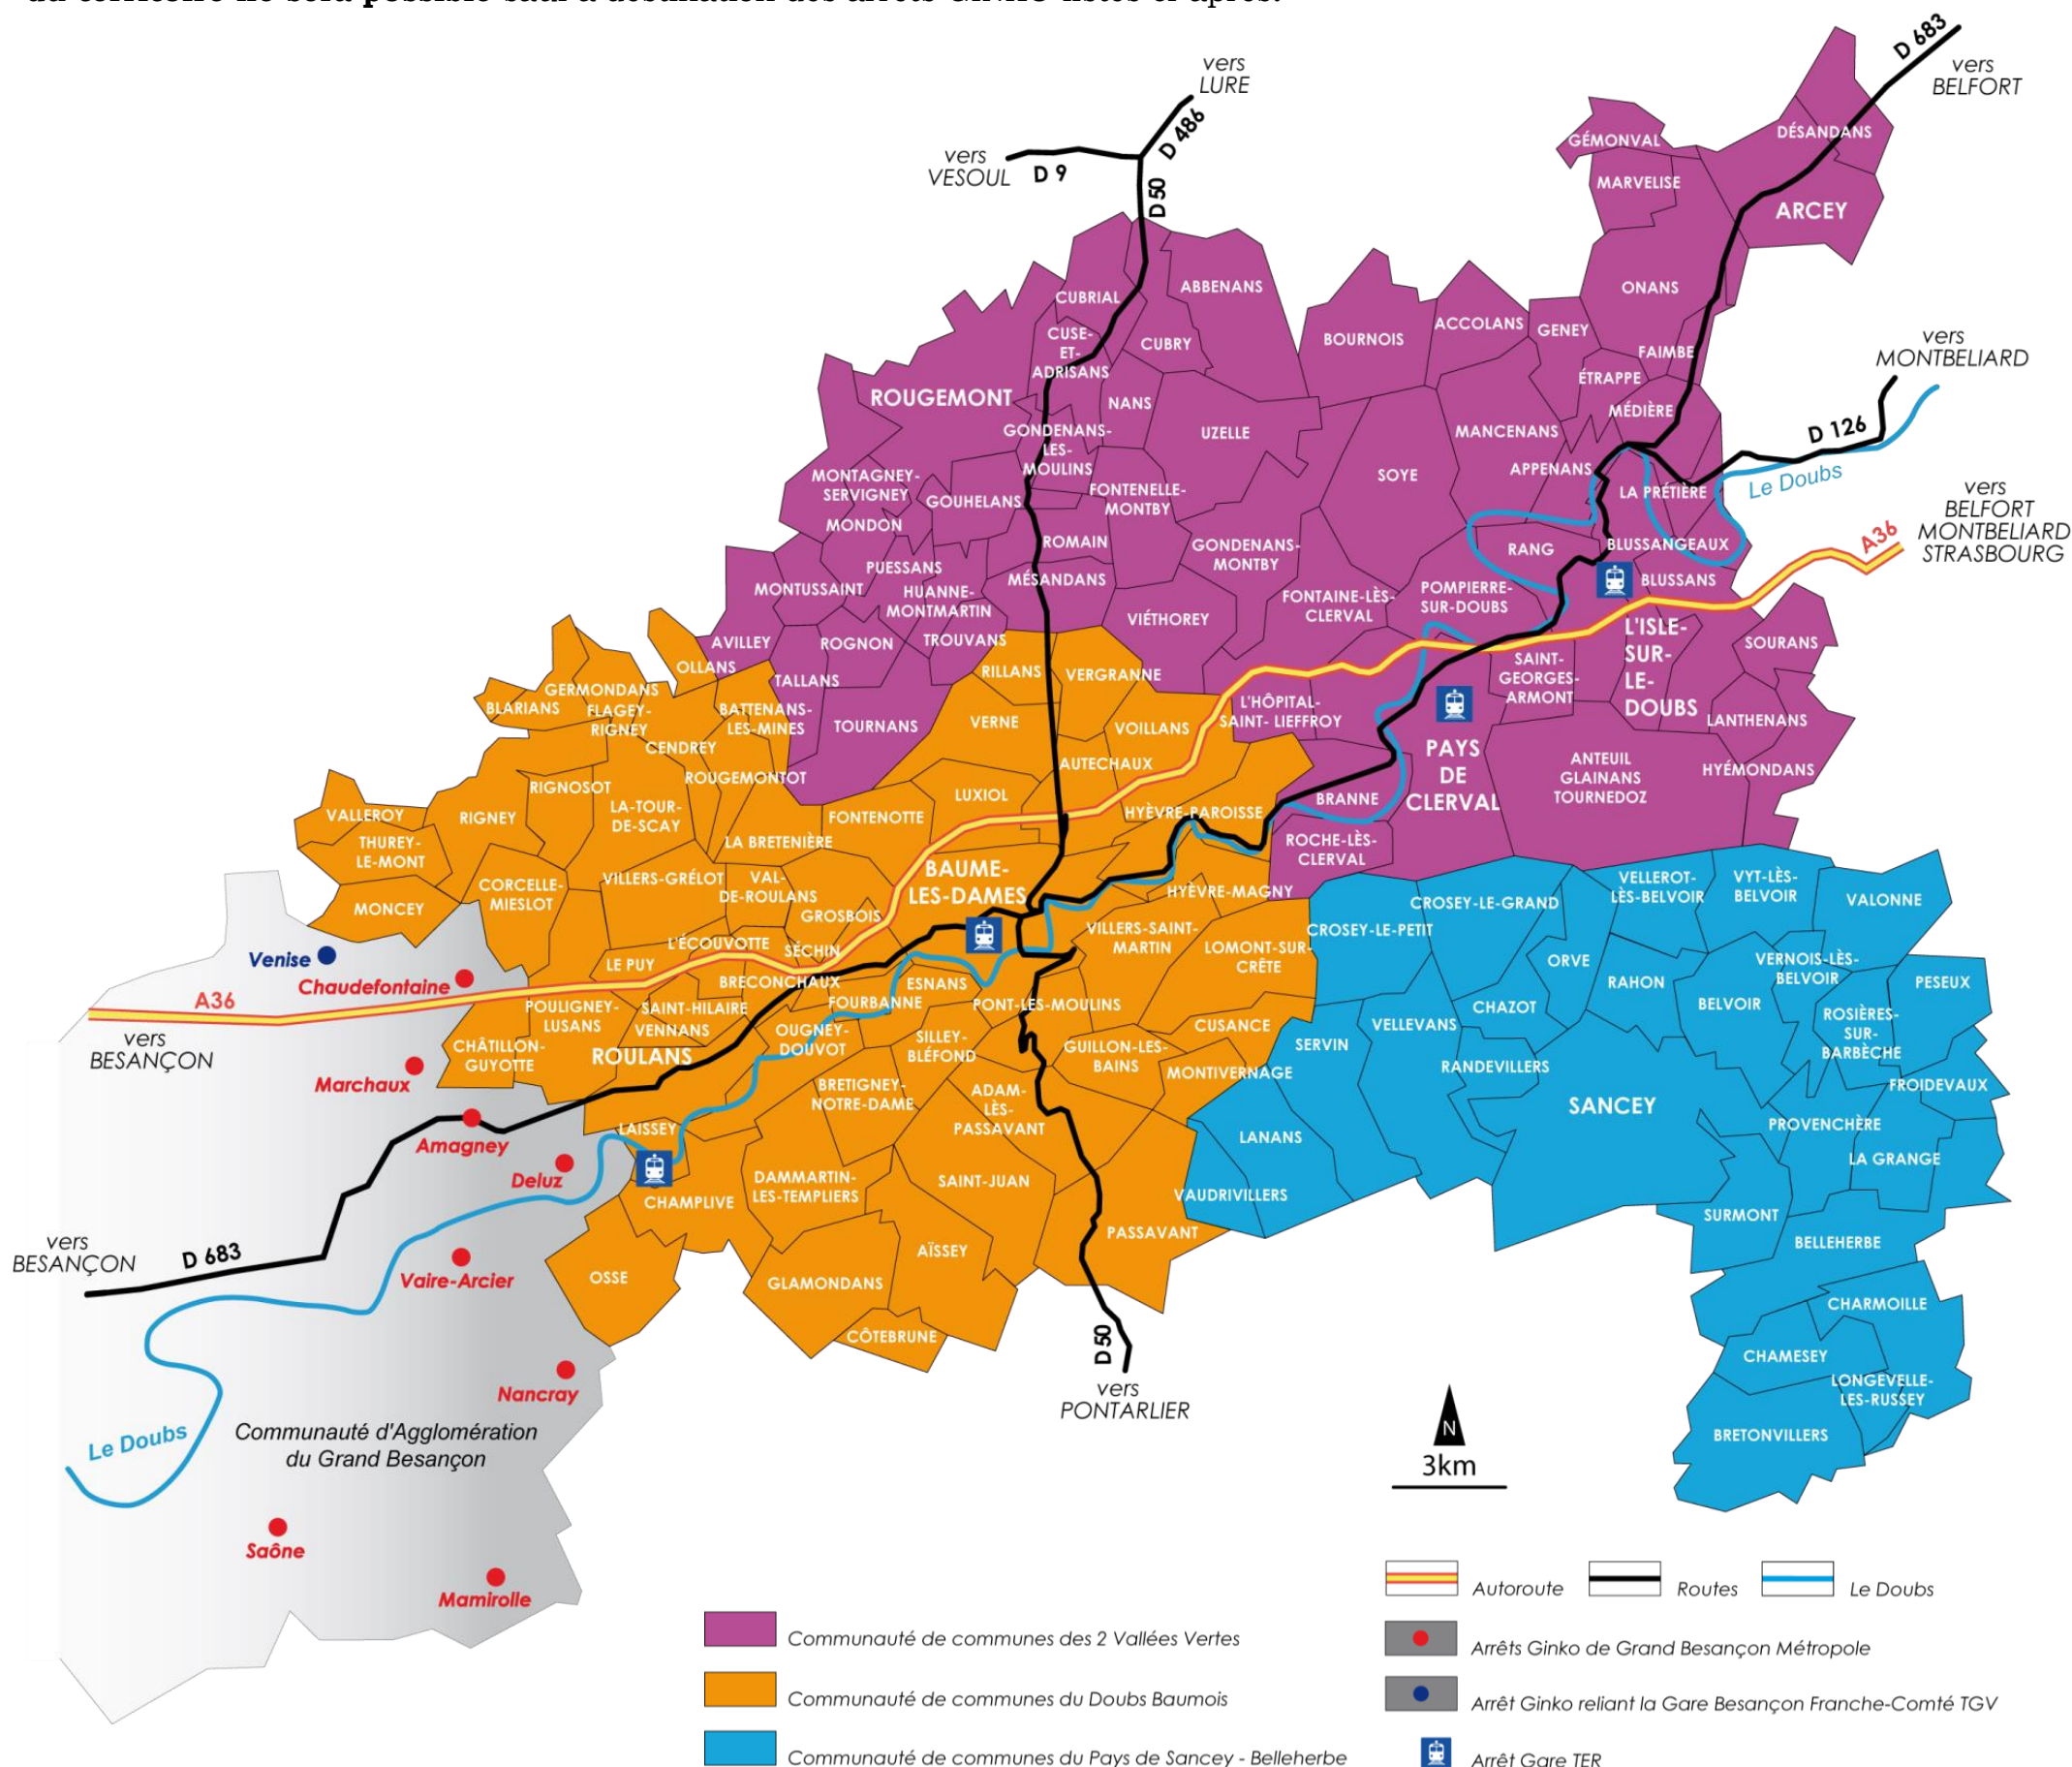 du territoire ne sera possible sauf à destination des arrêts GINKO listés ci-après.
D 683
vers
BELFORT
vers
LURE
D 486
vers
VESOUL
D 9
D 50
DÉSANDANS
GÉMONVAL
MARVELISE
ARCEY
ONANS
ABBENANS
CUBRIAL
CUSE-
ET-
ADRISANS
CUBRY
BOURNOIS
ACCOLANS
GENEY
FAIMBE
ÉTRAPPE
MÉDIÈRE
vers
MONTBELIARD
D 126
Le Doubs
vers
BELFORT
MONTBELIARD
STRASBOURG
A36
ROUGEMONT
NANS
GONDENANS-
LES-
MOULINS
UZELLE
MANCENANS
SOYE
APPENANS
LA PRÉTIÈRE
MONTAGNEY-
SERVIGNEY
GOUHELANS
FONTENELLE-
MONTBY
MONDON
ROMAIN
GONDENANS-
MONTBY
RANG
BLUSSANGEAUX
BLUSSANS
PUESSANS
MÉSANDANS
MONTUSSAINT
HUANNE-
MONTMARTIN
VIÉTHOREY
FONTAINE-LÈS-
CLERVAL
POMPIERRE-
SUR-DOUBS
L'ISLE-
SUR-
LE-
DOUBS
SOURANS
AVILLEY
ROGNON
TROUVANS
OLLANS
TALLANS
RILLANS
VERGRANNE
SAINT-
GEORGES-
ARMONT
LANTHENANS
GERMONDANS
BLARIANS
FLAGEY-
RIGNEY
BATTENANS-
LES-MINES
TOURNANS
VERNE
VOILLANS
L'HÔPITAL-
SAINT- LIEFFROY
CENDREY
AUTECHAUX
PAYS
DE
CLERVAL
ANTEUIL
GLAINANS
TOURNEDOZ
HYÉMONDANS
ROUGEMONTOT
RIGNOSOT
LUXIOL
BRANNE
VALLEROY
RIGNEY
LA-TOUR-
DE-SCAY
FONTENOTTE
HYÈVRE-PAROISSE
THUREY-
LE-MONT
LA BRETENIÈRE
ROCHE-LÈS-
CLERVAL
BAUME-
LES-DAMES
CORCELLE-
MIESLOT
VILLERS-GRÉLOT
VAL-
DE-ROULANS
HYÈVRE-MAGNY
MONCEY
GROSBOIS
CROSEY-LE-GRAND
VELLEROT-
LÈS-BELVOIR
VYT-LÈS-
BELVOIR
VALONNE
CROSEY-LE-PETIT
VILLERS-SAINT-
MARTIN
LOMONT-SUR-
CRÊTE
L'ÉCOUVOTTE
SÉCHIN
LE PUY
ORVE
VERNOIS-LÈS-
BELVOIR
Venise
Chaudefontaine
BRECONCHAUX
ESNANS
RAHON
PESEUX
A36
vers
BESANÇON
POULIGNEY-
LUSANS
SAINT-HILAIRE
FOURBANNE
PONT-LES-MOULINS
CHAZOT
BELVOIR
ROSIÈRES-
SUR-
BARBÈCHE
VENNANS
OUGNEY-
DOUVOT
CUSANCE
VELLEVANS
SERVIN
CHÂTILLON-
GUYOTTE
ROULANS
SILLEY-
BLÉFOND
GUILLON-LES-
BAINS
MONTIVERNAGE
RANDEVILLERS
Marchaux
BRETIGNEY-
NOTRE-DAME
ADAM-
LÈS-
PASSAVANT
FROIDEVAUX
SANCEY
PROVENCHÈRE
Amagney
LAISSEY
LANANS
LA GRANGE
Deluz
CHAMPLIVE
DAMMARTIN-
LES-TEMPLIERS
SAINT-JUAN
VAUDRIVILLERS
PASSAVANT
SURMONT
BELLEHERBE
vers
BESANÇON
D 683
Vaire-Arcier
OSSE
AÏSSEY
GLAMONDANS
CÔTEBRUNE
CHARMOILLE
D 50
CHAMESEY
LONGEVELLE-
LES-RUSSEY
Nancray
vers
PONTARLIER
BRETONVILLERS
Le Doubs
Communauté d'Agglomération
du Grand Besançon
N
3km
Saône
Mamirolle
Autoroute
Routes
Le Doubs
Communauté de communes des 2 Vallées Vertes
Arrêts Ginko de Grand Besançon Métropole
Communauté de communes du Doubs Baumois
Arrêt Ginko reliant la Gare Besançon Franche-Comté TGV
Communauté de communes du Pays de Sancey - Belleherbe
Arrêt Gare TER